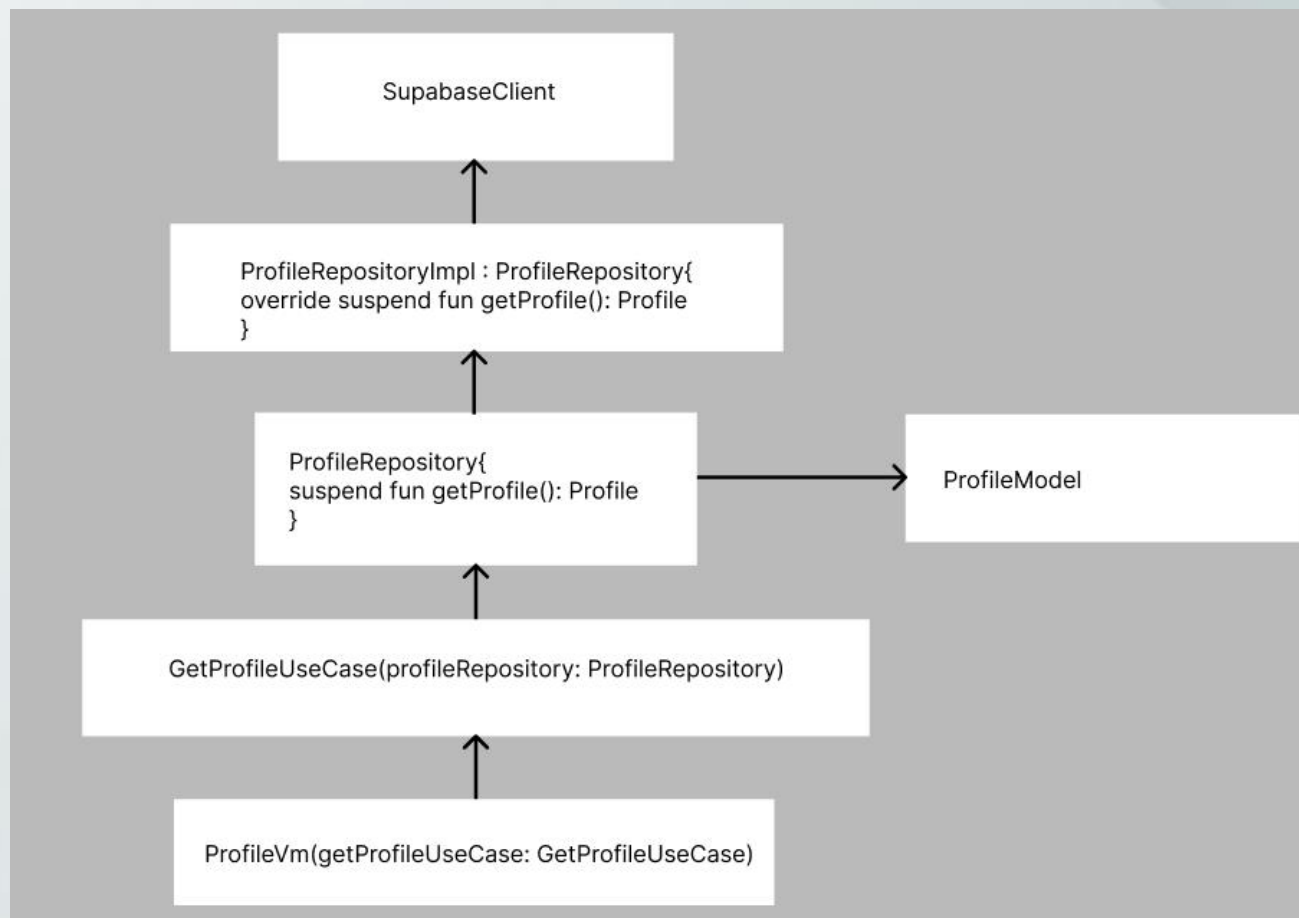 SupabaseClient
ProfileRepositoryImpl : ProfileRepository{
override suspend fun getProfile(): Profile
}
ProfileRepository{
suspend fun getProfile(): Profile
}
ProfileModel
GetProfileUseCase(profileRepository: ProfileRepository)
ProfileVm(getProfileUseCase: GetProfileUseCase)